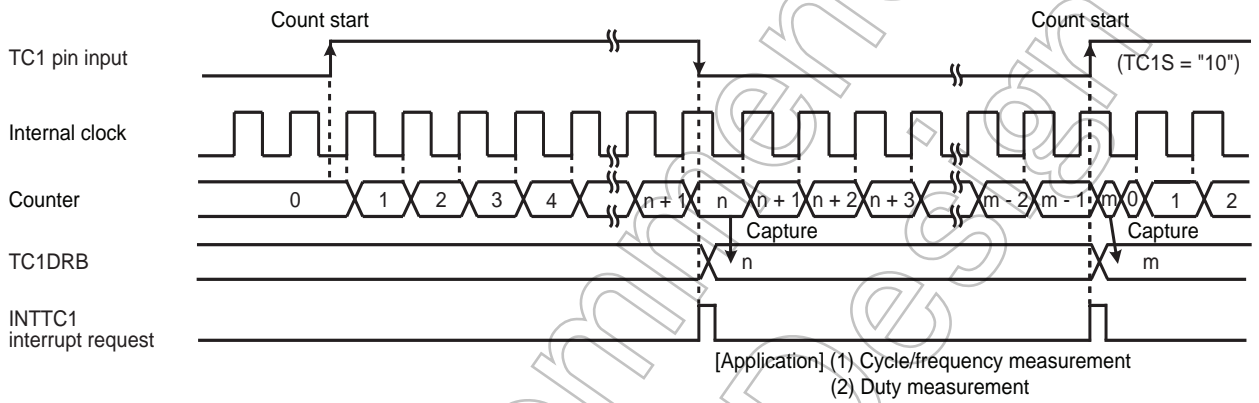 Count start
Count start
TC1 pin input
(TC1S = "10")
Internal clock
Counter
0 1 2 3 4 n + 1 n n + 1 n + 2 n + 3 m - 2 m - 1 m 0 1 2
Capture
Capture
TC1DRB
n
m
INTTC1
interrupt request
[Application] (1) Cycle/frequency measurement
(2) Duty measurement